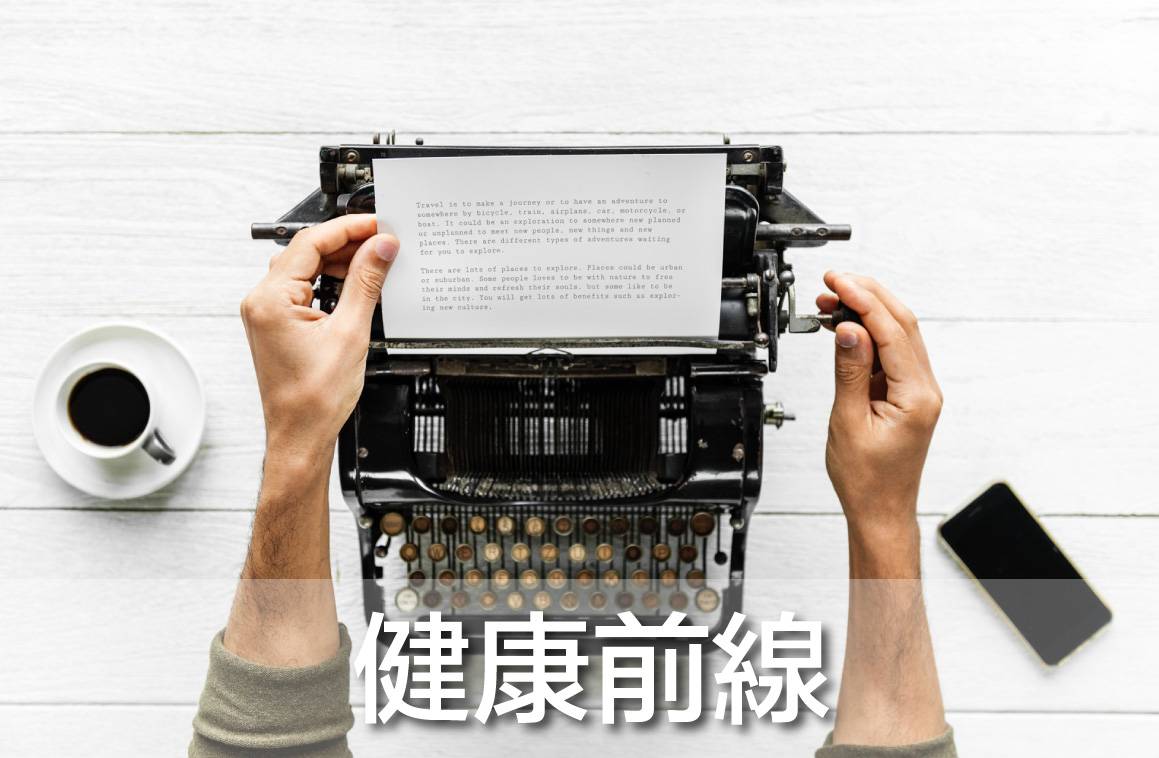 Travel is to make a journey or to have an adventure to
somewhere by bicycle, train, airplane, car, motorcycle, or
boat. It could be an exploration to somewhere new planned
or unplanned to meet new people, new things and new
places. There are different types of adventures waiting
for you to explore.
There are lots of places to explore. Places could be urban
or suburban. Some people loves to be with nature to free
their minds and refresh their souls, but some like to be
in the city. You will get lots of benefits such as explor-
ing new culture.
健康前線